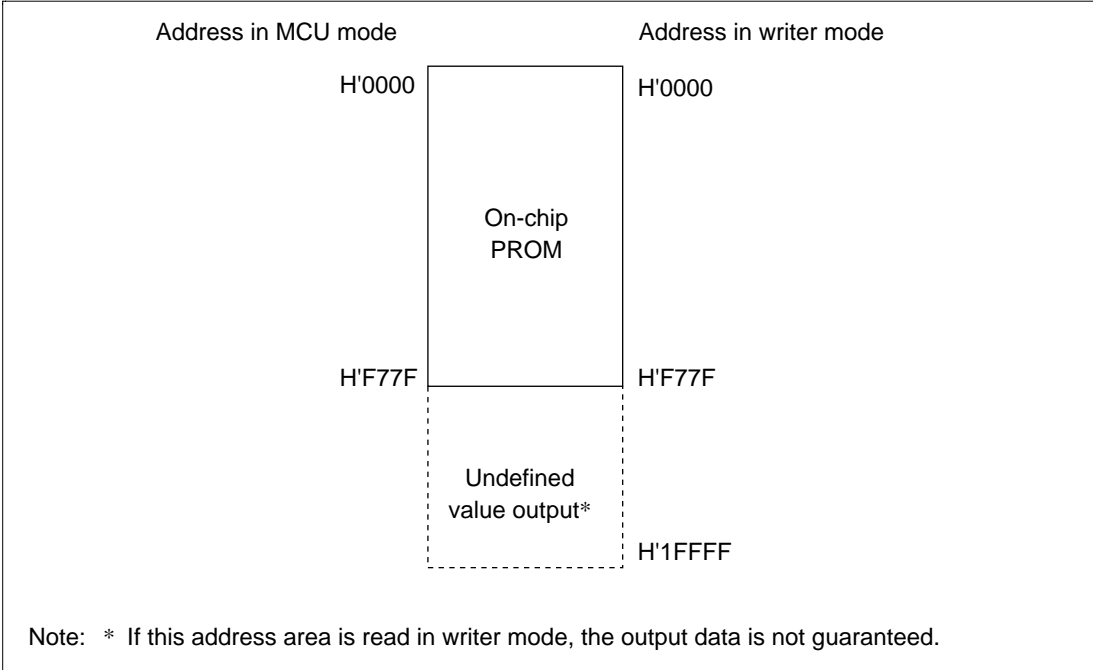 Address in MCU mode
Address in writer mode
H'0000
H'0000
On-chip
PROM
H'F77F
H'F77F
Undefined
value output*
H'1FFFF
Note: * If this address area is read in writer mode, the output data is not guaranteed.